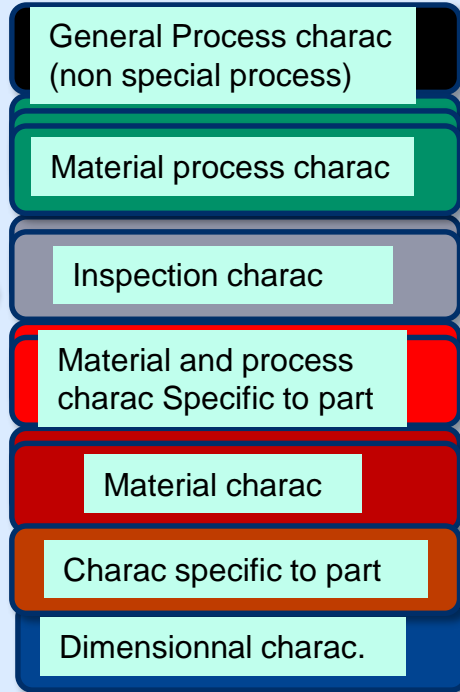 General Process charac
(non special process)
Material process charac
Inspection charac
Material and process
charac Specific to part
Material charac
Charac specific to part
Dimensionnal charac.